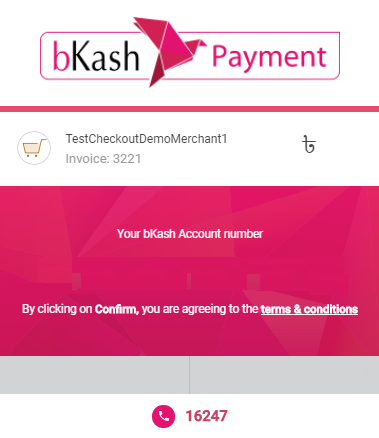 bKash Payment
TestCheckoutDemoMerchant1
৳
Invoice: 3221
Your bKash Account number
By clicking on Confirm, you are agreeing to the terms & conditions
16247